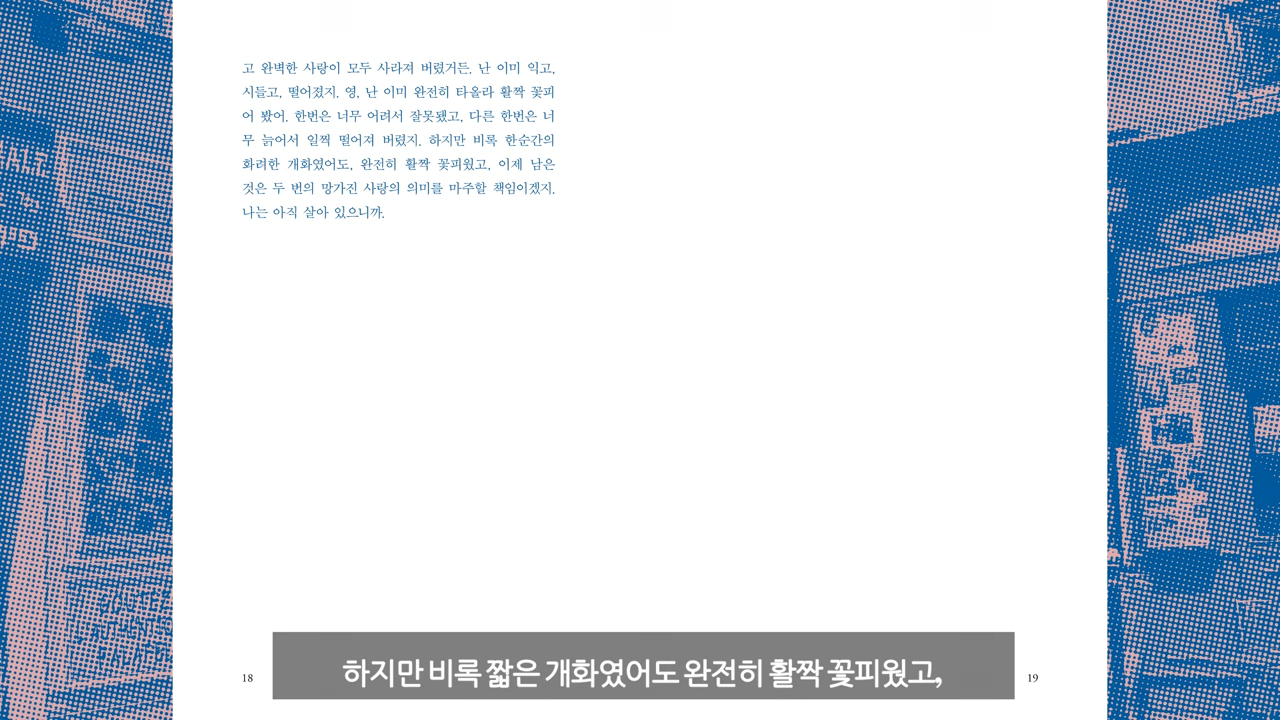 고 완벽한 사랑이 모두 사라져 버렸거든. 난 이미 익고,
시들고, 떨어졌지. 영, 난 이미 완전히 타올라 활짝 꽃피
어 봤어. 한번은 너무 어려서 잘못됐고, 다른 한번은 너
무 늙어서 일찍 떨어져 버렸지. 하지만 비록 한순간의
화려한 개화였어도, 완전히 활짝 꽃피웠고, 이제 남은
것은 두 번의 망가진 사랑의 의미를 마주할 책임이겠지.
나는 아직 살아 있으니까.
18
19
하지만 비록 짧은 개화였어도 완전히 활짝 꽃피웠고,